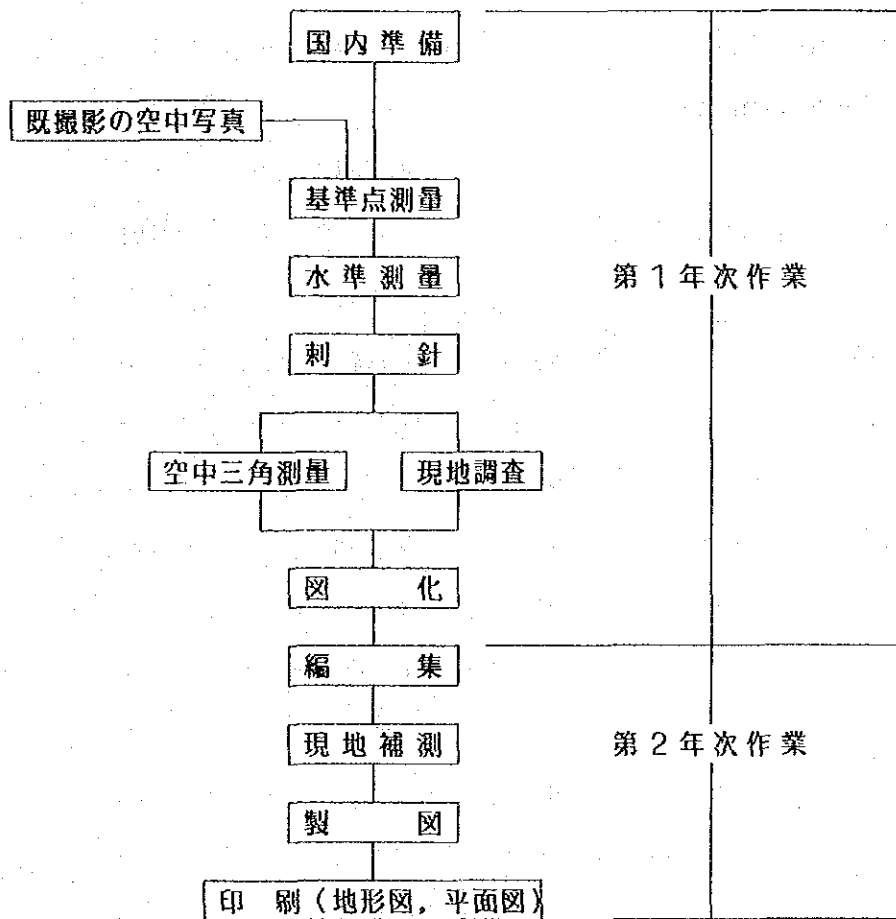 国内準備
既撮影の空中写真
基準点測量
水準測量
第1年次作業
刺針
空中三角測量 現地調査
図化
編集
現地補測
第2年次作業
製図
印刷(地形図,平面図)